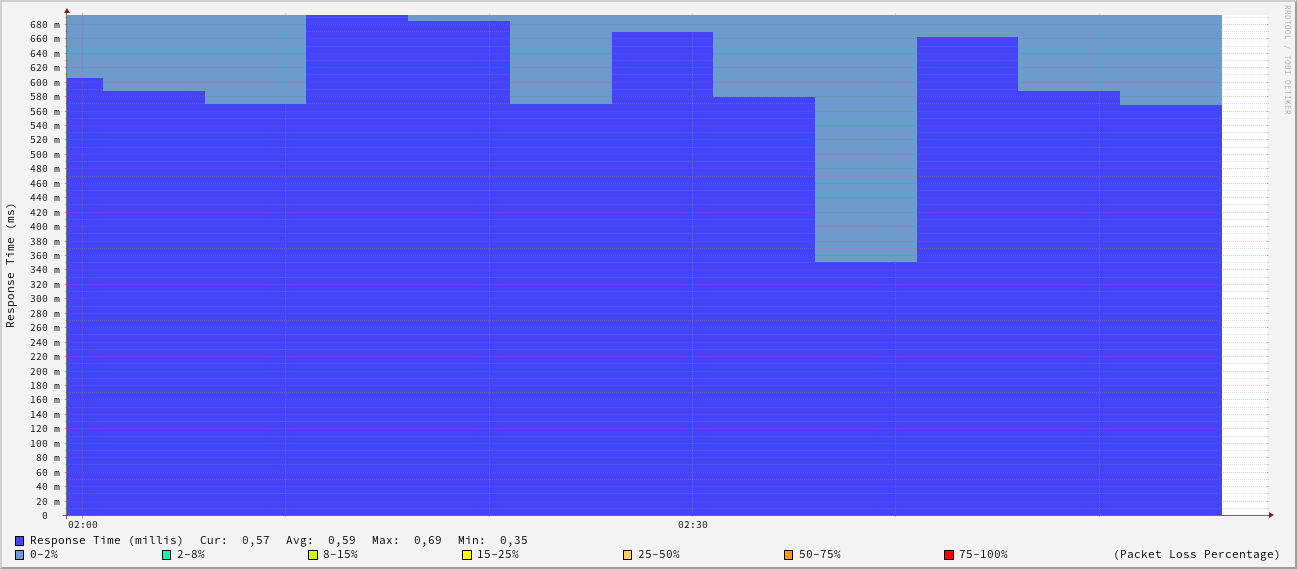 RRDTOOL / TOBI OETIKER
Response Time (ms)
680 m
660 m
640 m
620 m
600 m
580 m
560 m
540 m
520 m
500 m
480 m
460 m
440 m
420 m
400 m
380 m
360 m
340 m
320 m
300 m
280 m
260 m
240 m
220 m
200 m
180 m
160 m
140 m
120 m
100 m
80 m
60 m
40 m
20 m
0
02:00 02:30
Response Time (millis) Cur: 0,57 Avg: 0,59 Max: 0,69 Min: 0,35
0-2% 2-8% 8-15% 15-25% 25-50% 50-75% 75-100% (Packet Loss Percentage)